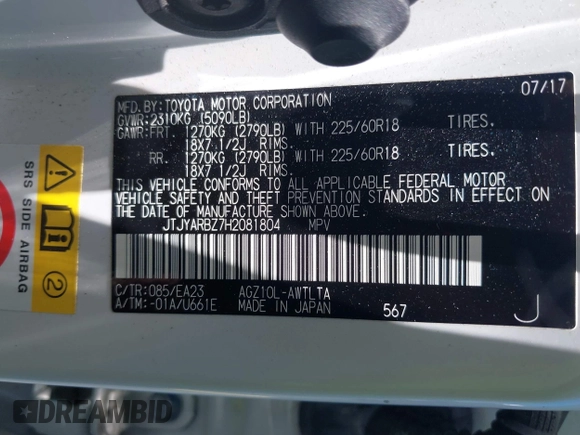 07/17
MFD.BY:TOYOTA MOTOR CORPORATION
GVWR:2310KG (5090LB)
GAWR:FRT. 1270KG (2790LB) WITH 225/60R18 TIRES.
18X7 1/2J RIMS.
RR. 1270KG (2790LB) WITH 225/60R18 TIRES.
18X7 1/2J RIMS.
THIS VEHICLE CONFORMS TO ALL APPLICABLE FEDERAL MOTOR
VEHICLE SAFETY AND THEFT PREVENTION STANDARDS IN EFFECT ON
THE DATE OF MANUFACTURE SHOWN ABOVE.
JTJYARBZ7H2081804 MPV
C/TR:085/EA23 AGZ10L-AWTLTA
A/TM:-01A/U661E MADE IN JAPAN 567 J
SRS SIDE AIRBAG
2
DREAMBID